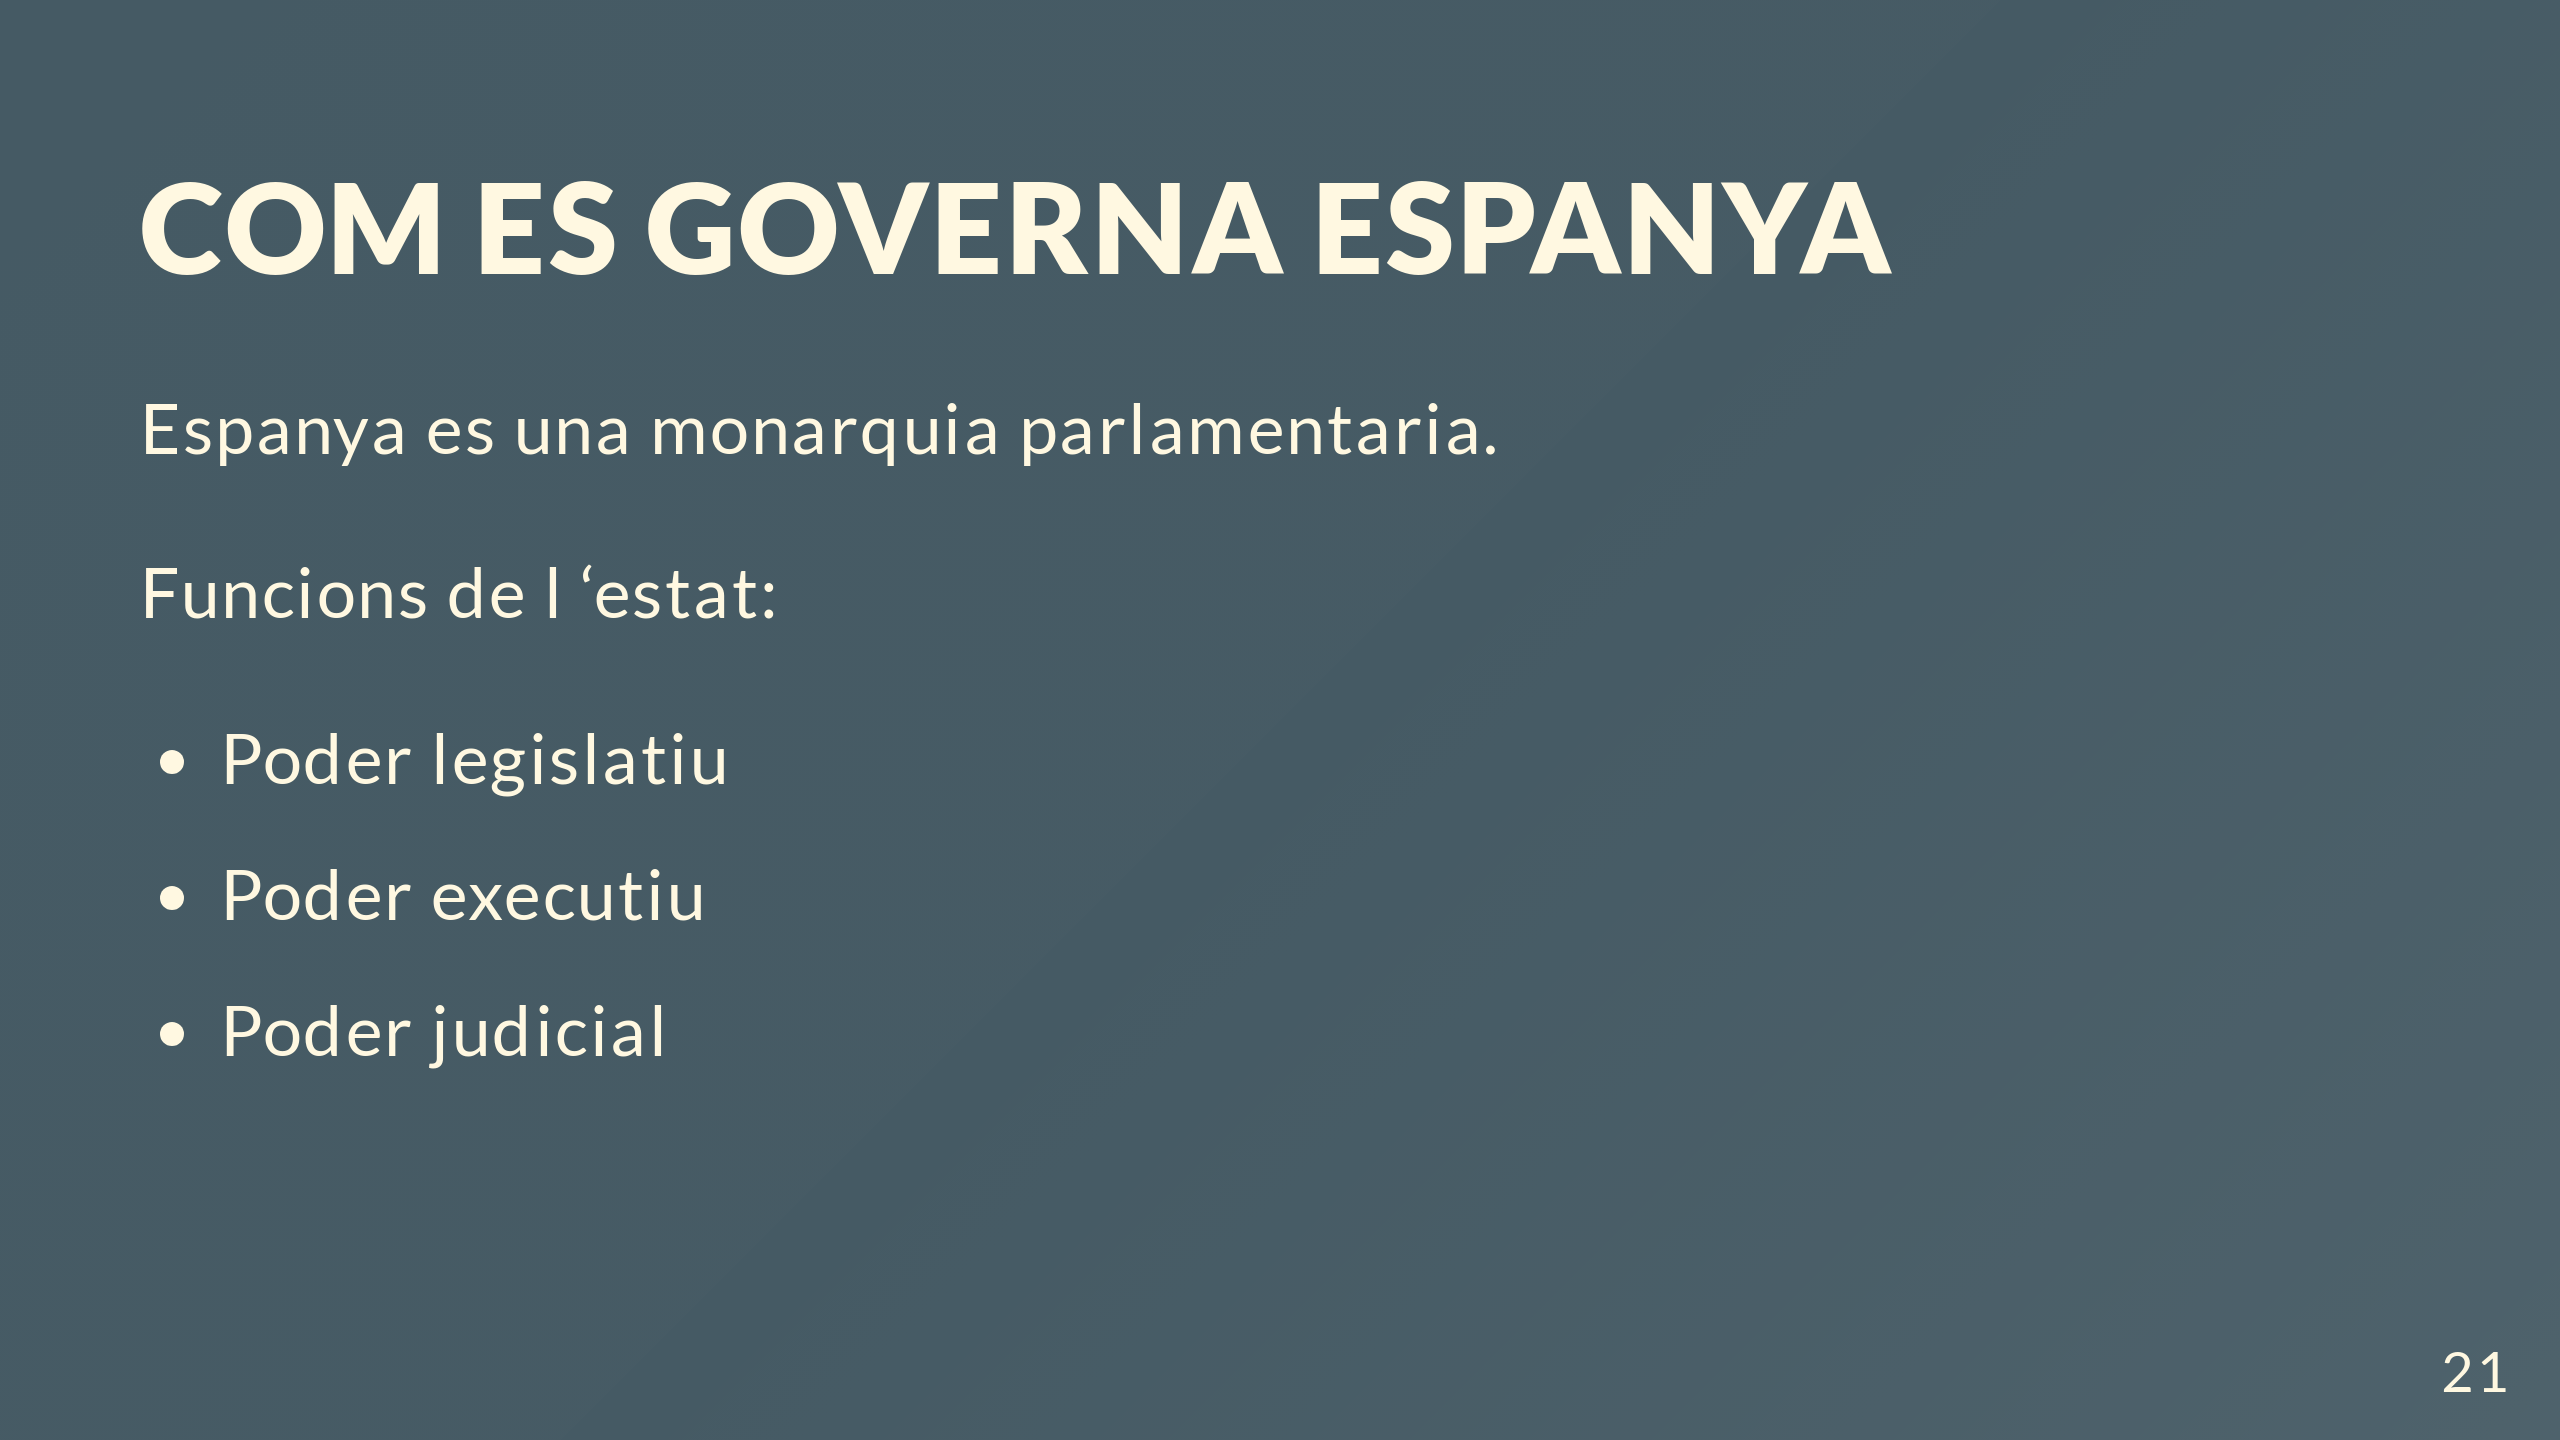 COM ES GOVERNA ESPANYA
Espanya es una monarquia parlamentaria.
Funcions de l ‘estat:
• Poder legislatiu
• Poder executiu
• Poder judicial
21